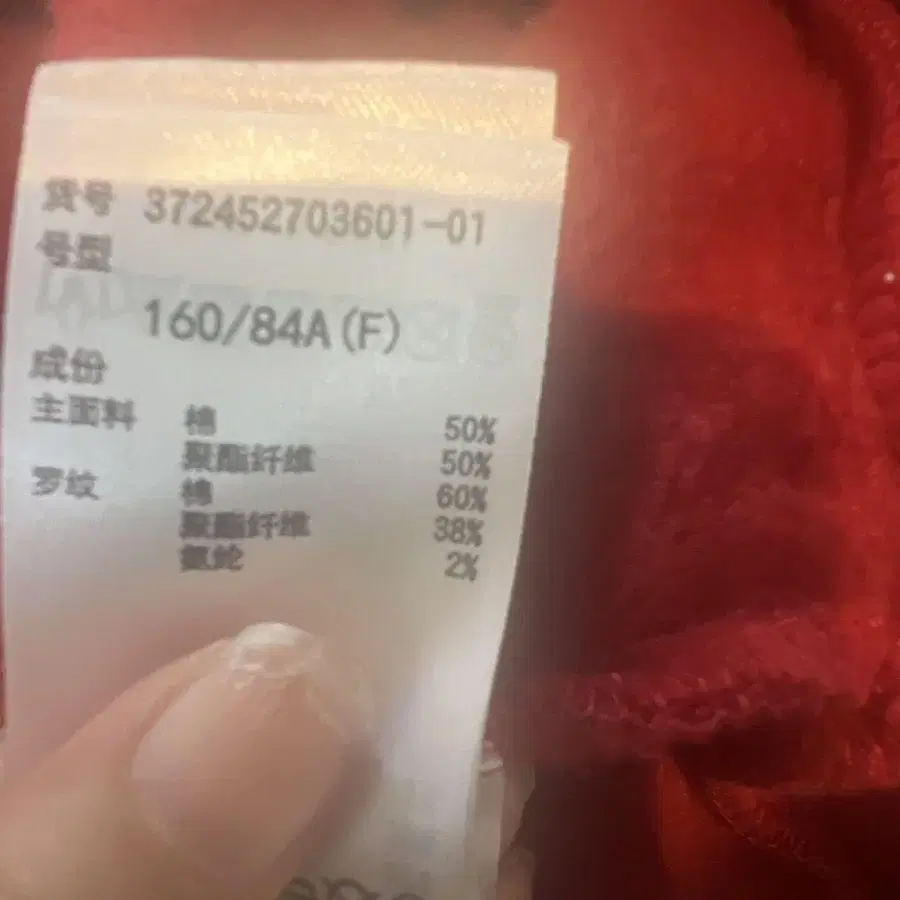 货号 372452703601-01
号型
160/84A(F)
成份
主面料 棉 50%
聚酯纤维 50%
罗纹 棉 60%
聚酯纤维 38%
氨纶 2%